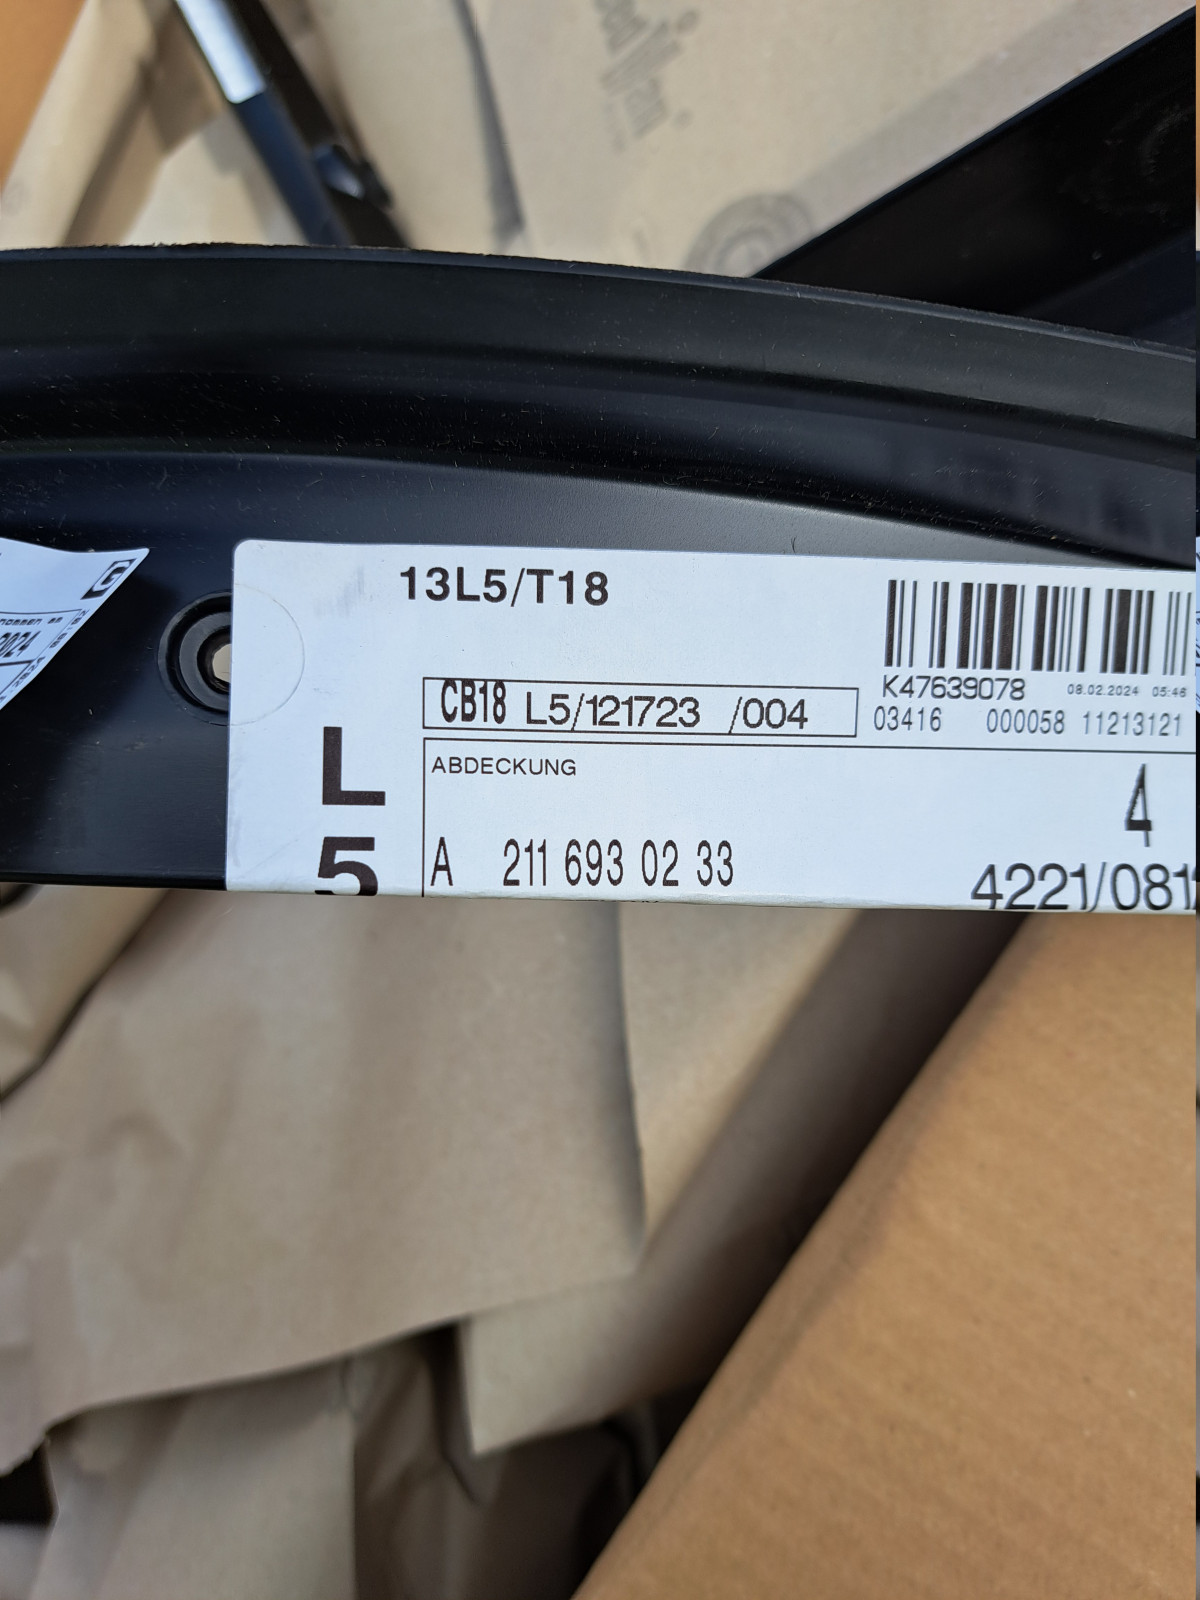 13L5/T18
K47639078 08.02.2024 05:46
CB18 L5/121723 /004
03416 000058 11213121
L
5
ABDECKUNG
4
A 211 693 02 33
4221/081
G
2024